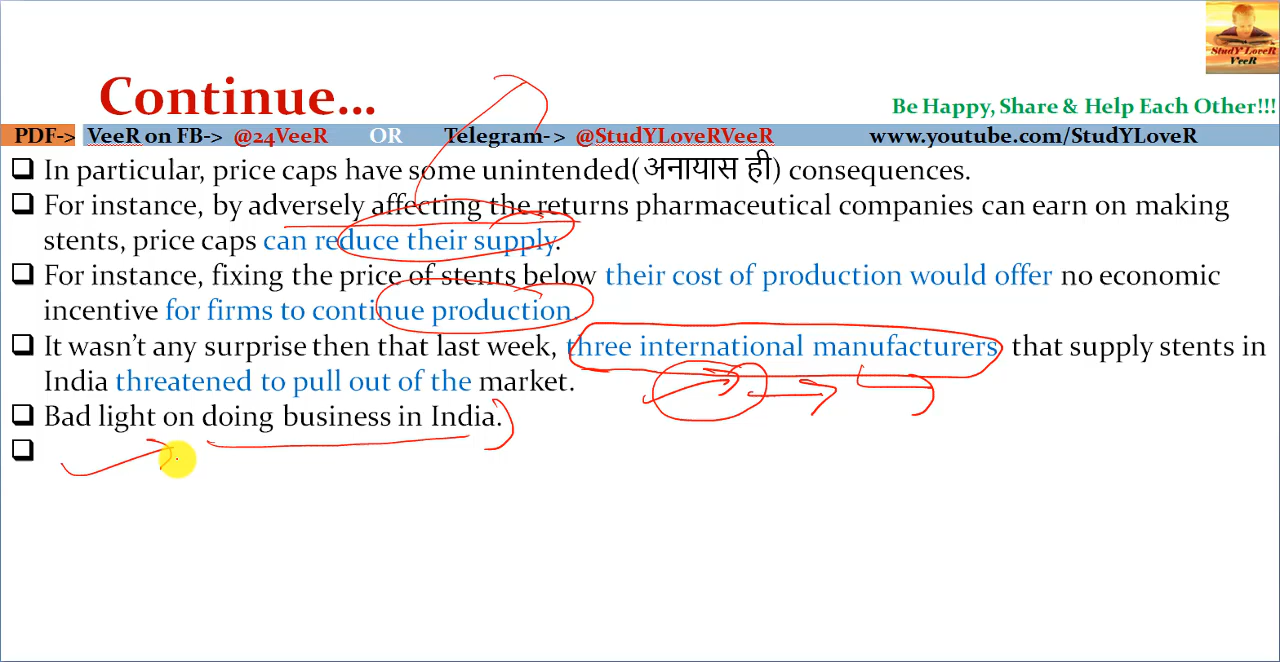 StudY LoveR
VeeR
Continue...
Be Happy, Share & Help Each Other!!!
PDF-> VeeR on FB-> @24VeeR OR Telegram-> @StudYLoveRVeeR www.youtube.com/StudYLoveR
In particular, price caps have some unintended(अनायास ही) consequences.
For instance, by adversely affecting the returns pharmaceutical companies can earn on making
stents, price caps can reduce their supply.
For instance, fixing the price of stents below their cost of production would offer no economic
incentive for firms to continue production.
It wasn't any surprise then that last week, three international manufacturers that supply stents in
India threatened to pull out of the market.
Bad light on doing business in India.